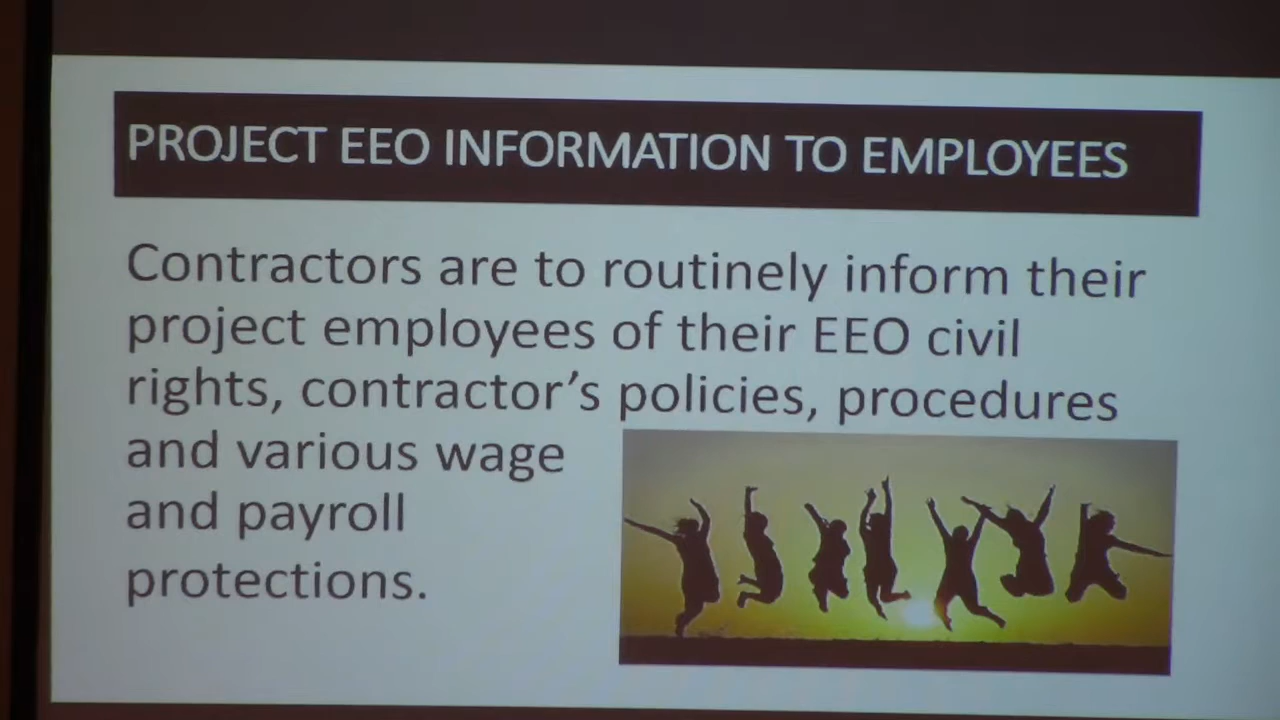 PROJECT EEO INFORMATION TO EMPLOYEES
Contractors are to routinely inform their
project employees of their EEO civil
rights, contractor's policies, procedures
and various wage
and payroll
protections.